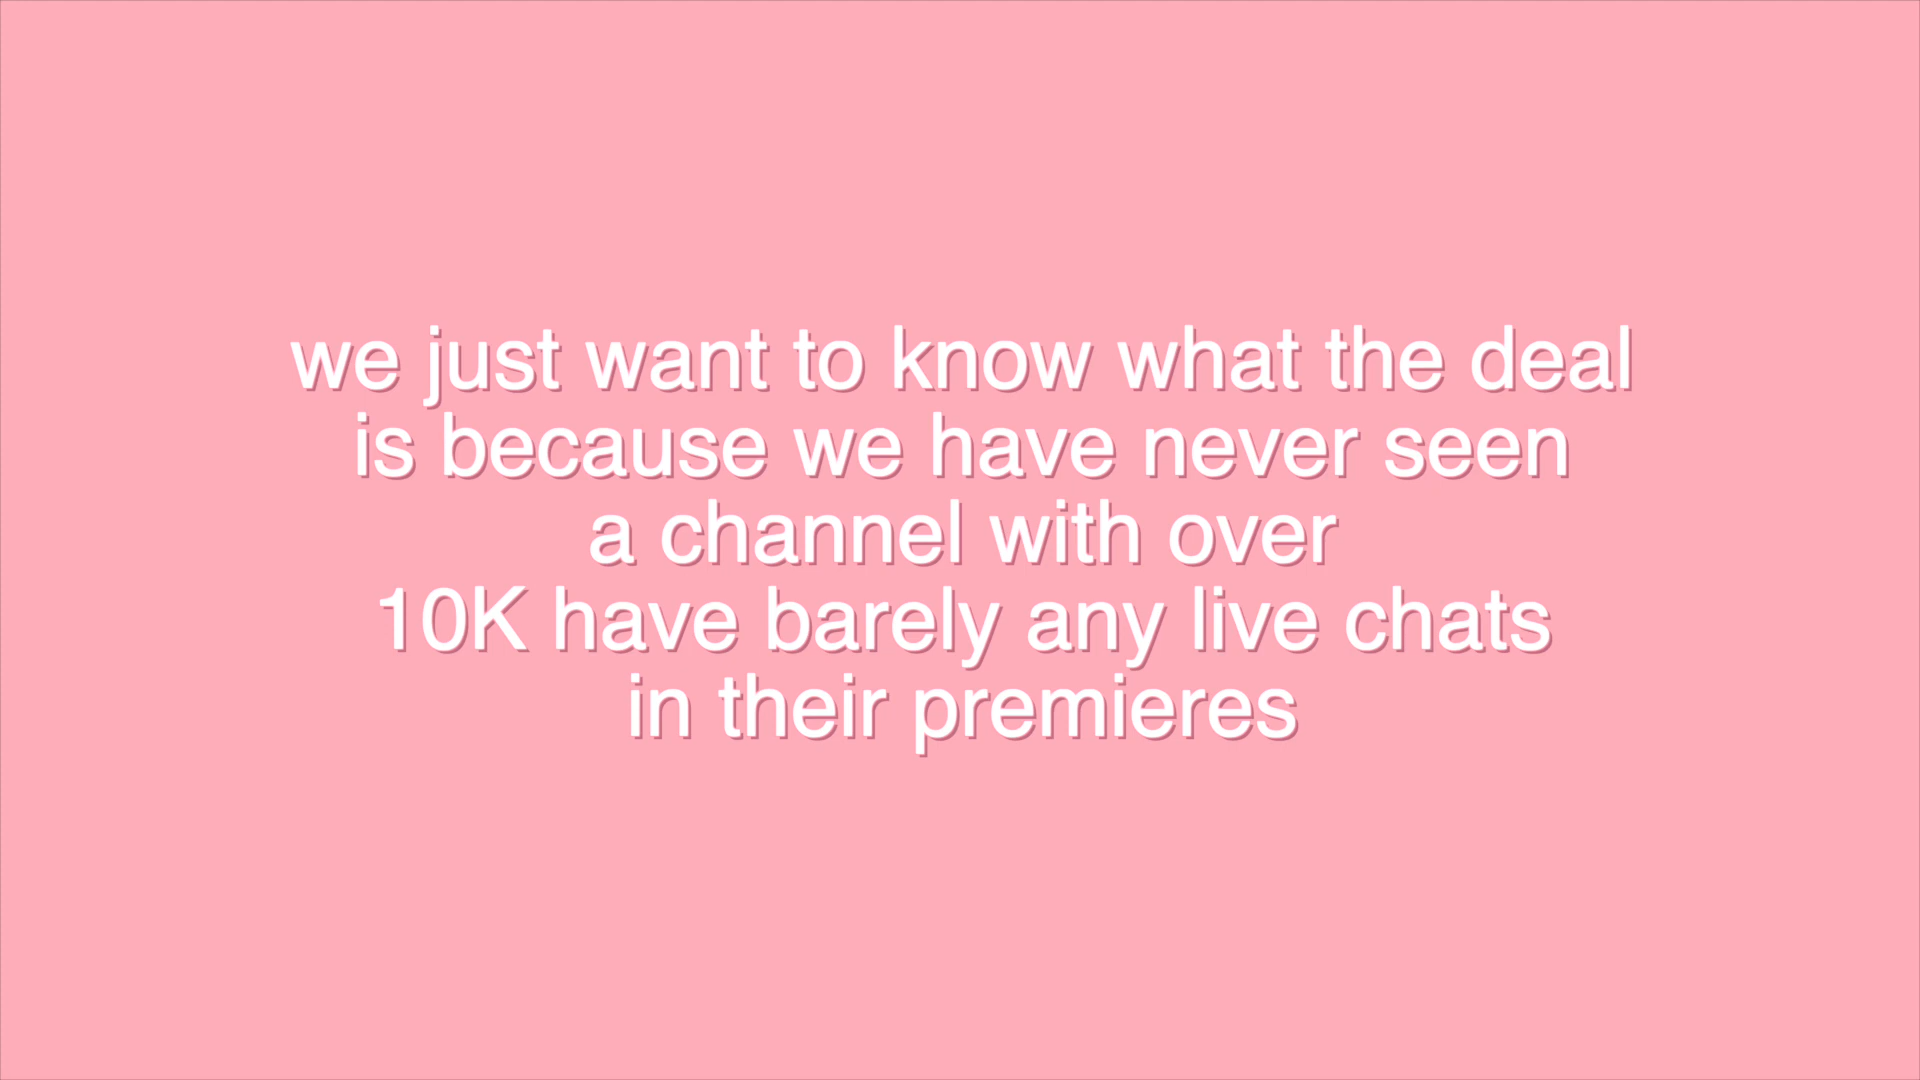 we just want to know what the deal
is because we have never seen
a channel with over
10K have barely any live chats
in their premieres